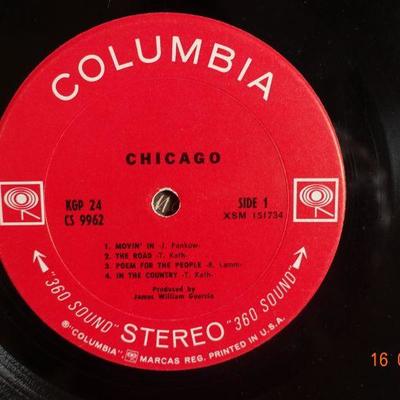 COLUMBIA
CHICAGO
KGP 24
CS 9962
SIDE 1
XSM 151734
1. MOVIN' IN -J. Pankow-
2. THE ROAD -T. Kath-
3. POEM FOR THE PEOPLE -R. Lamm-
4. IN THE COUNTRY -T. Kath-
Produced by
James William Guercio
"360 SOUND" STEREO "360 SOUND"
® "COLUMBIA", MARCAS REG. PRINTED IN U.S.A.
16